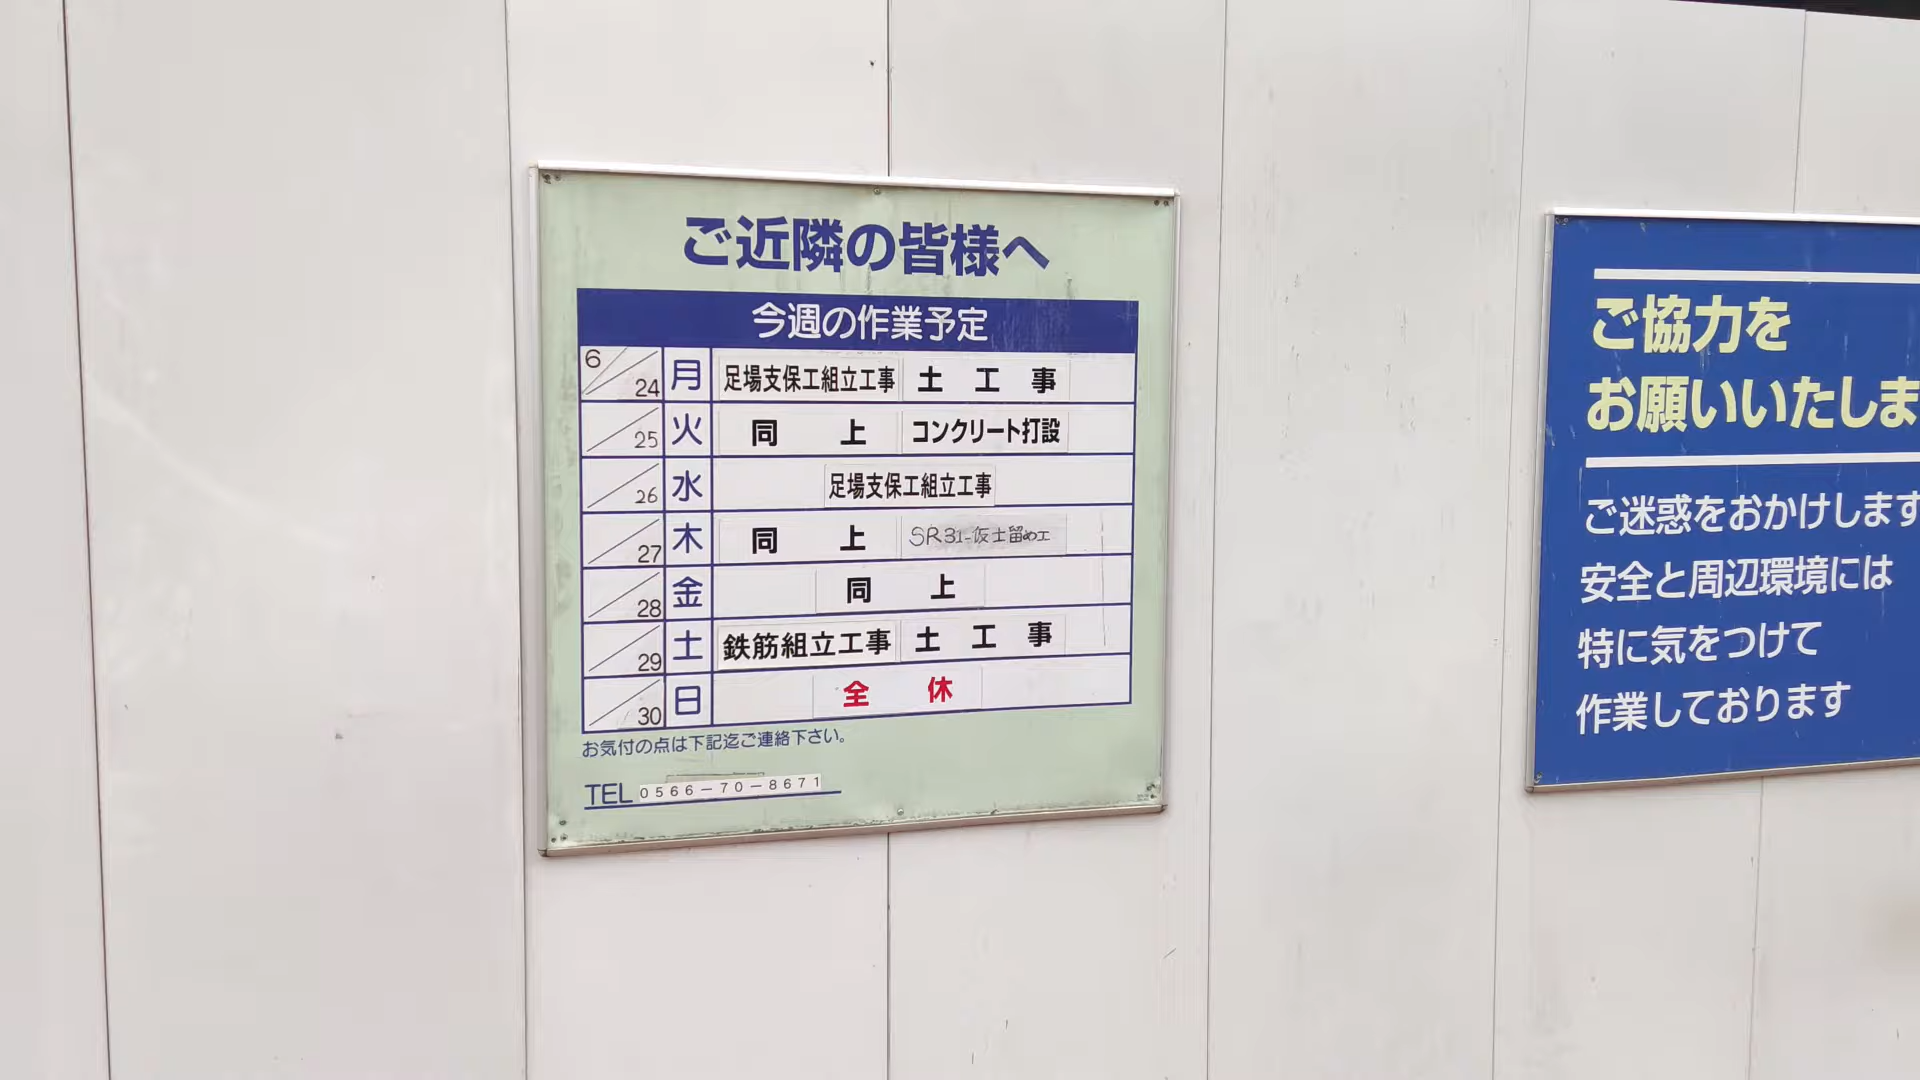 ご近隣の皆様へ
今週の作業予定
6/24 月 足場支保工組立工事 土工事
25 火 同上 コンクリート打設
26 水 足場支保工組立工事
27 木 同上 SR31-仮土留め工
28 金 同上
29 土 鉄筋組立工事 土工事
30 日 全休
お気付の点は下記迄ご連絡下さい。
TEL 0566-70-8671
ご協力を
お願いいたしま
ご迷惑をおかけします
安全と周辺環境には
特に気をつけて
作業しております